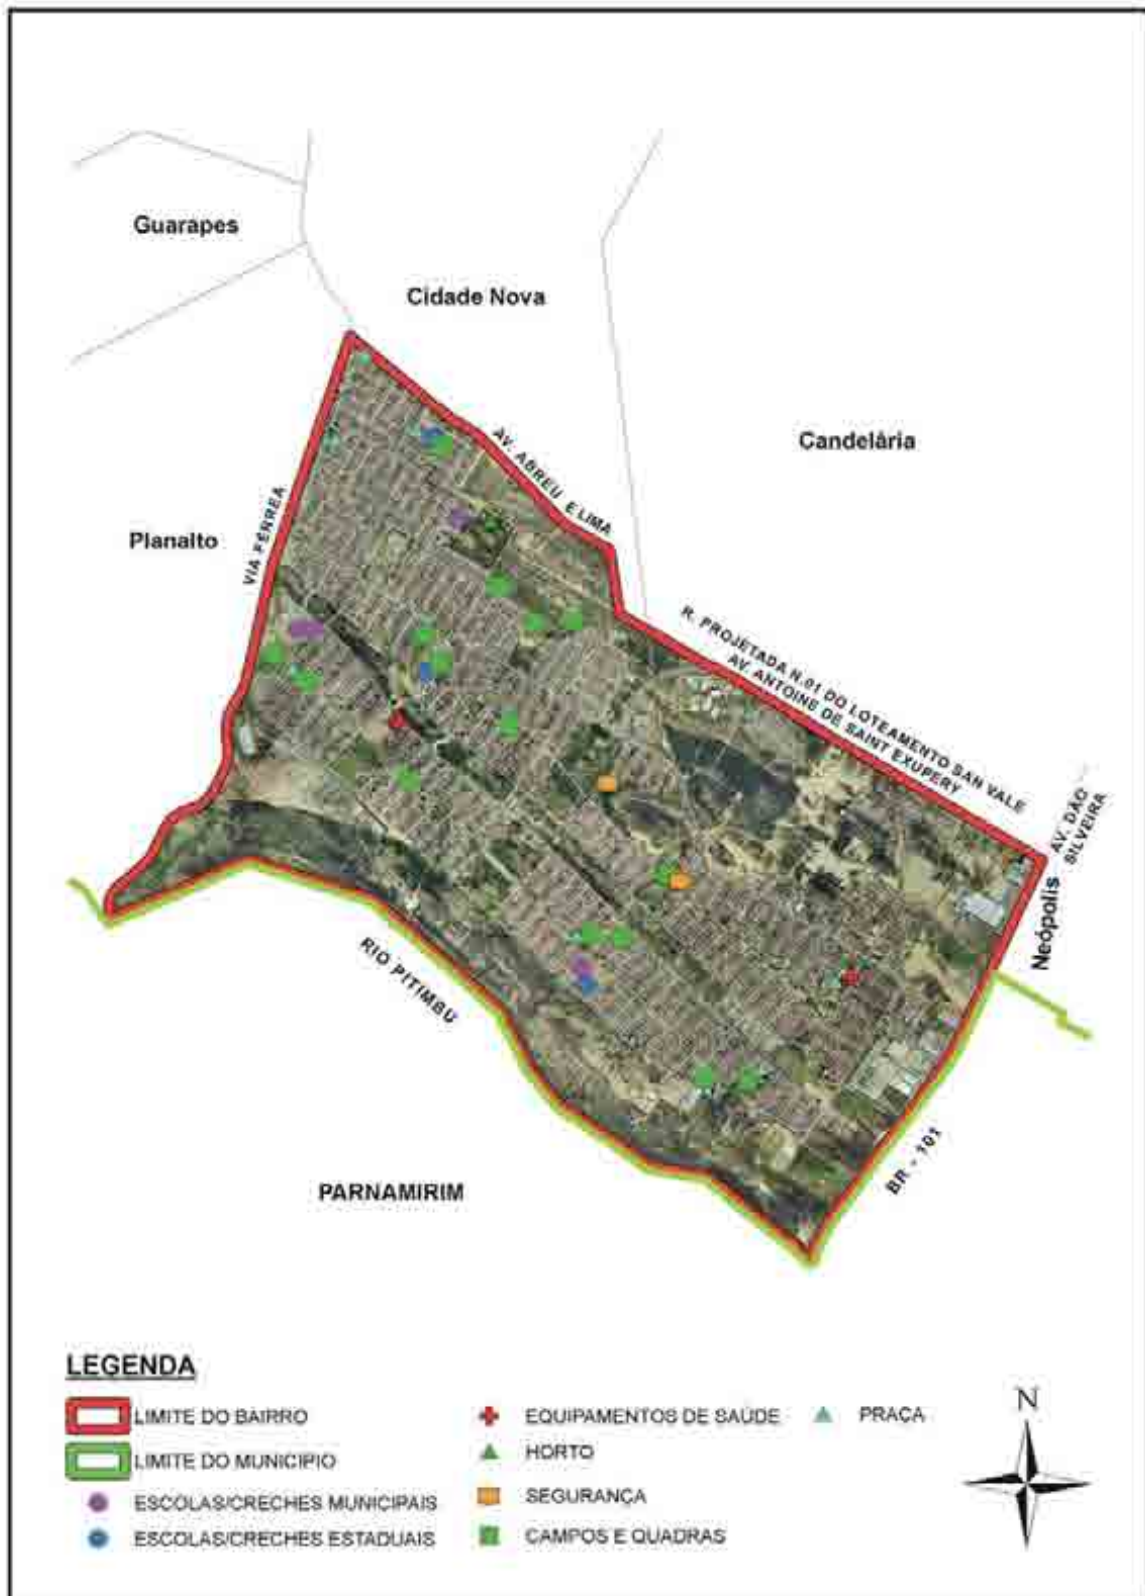 Guarapes
Cidade Nova
Candelária
AV. ABREU E LIMA
Planalto
VIA FÉRREA
R. PROJETADA N.01 DO LOTEAMENTO SAN VALE
AV. ANTOINE DE SAINT EXUPERY
AV. DÃO
SILVEIRA
Neópolis
RIO PITIMBU
BR - 101
PARNAMIRIM
LEGENDA
LIMITE DO BAIRRO
LIMITE DO MUNICIPIO
ESCOLAS/CRECHES MUNICIPAIS
ESCOLAS/CRECHES ESTADUAIS
EQUIPAMENTOS DE SAÚDE
HORTO
SEGURANÇA
CAMPOS E QUADRAS
PRAÇA
N